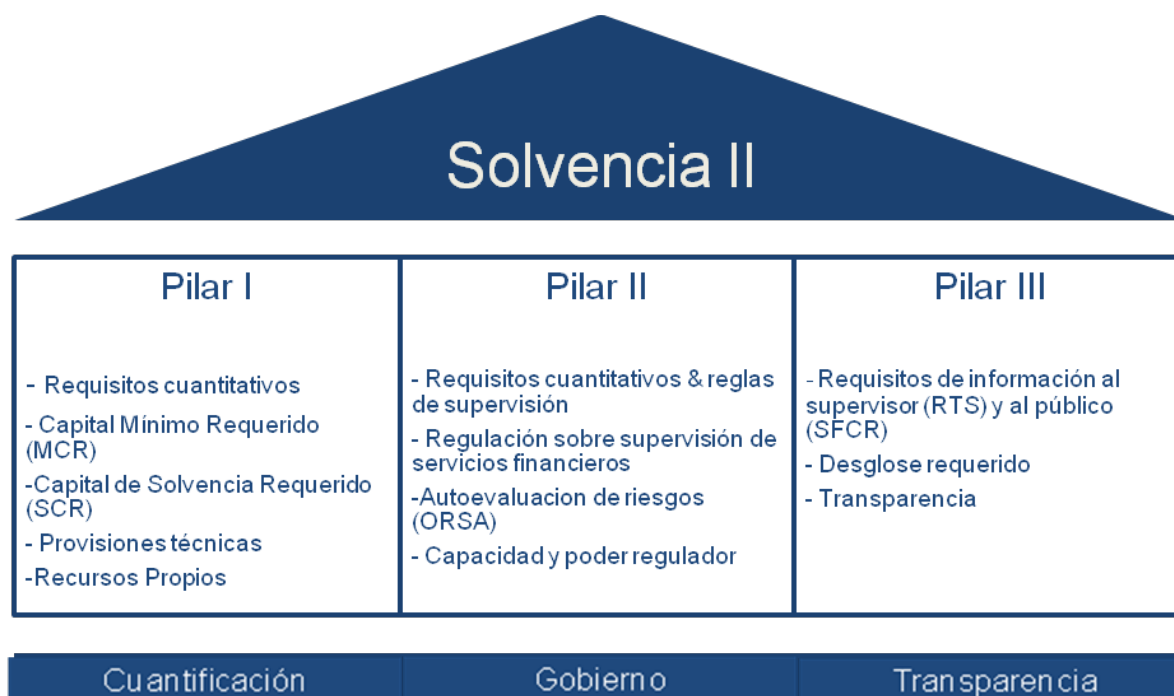 Solvencia II
Pilar I
- Requisitos cuantitativos
- Capital Mínimo Requerido
(MCR)
-Capital de Solvencia Requerido
(SCR)
- Provisiones técnicas
-Recursos Propios
Pilar II
- Requisitos cuantitativos & reglas
de supervisión
- Regulación sobre supervisión de
servicios financieros
-Autoevaluacion de riesgos
(ORSA)
- Capacidad y poder regulador
Pilar III
- Requisitos de información al
supervisor (RTS) y al público
(SFCR)
- Desglose requerido
- Transparencia
Cuantificación
Gobierno
Transparencia